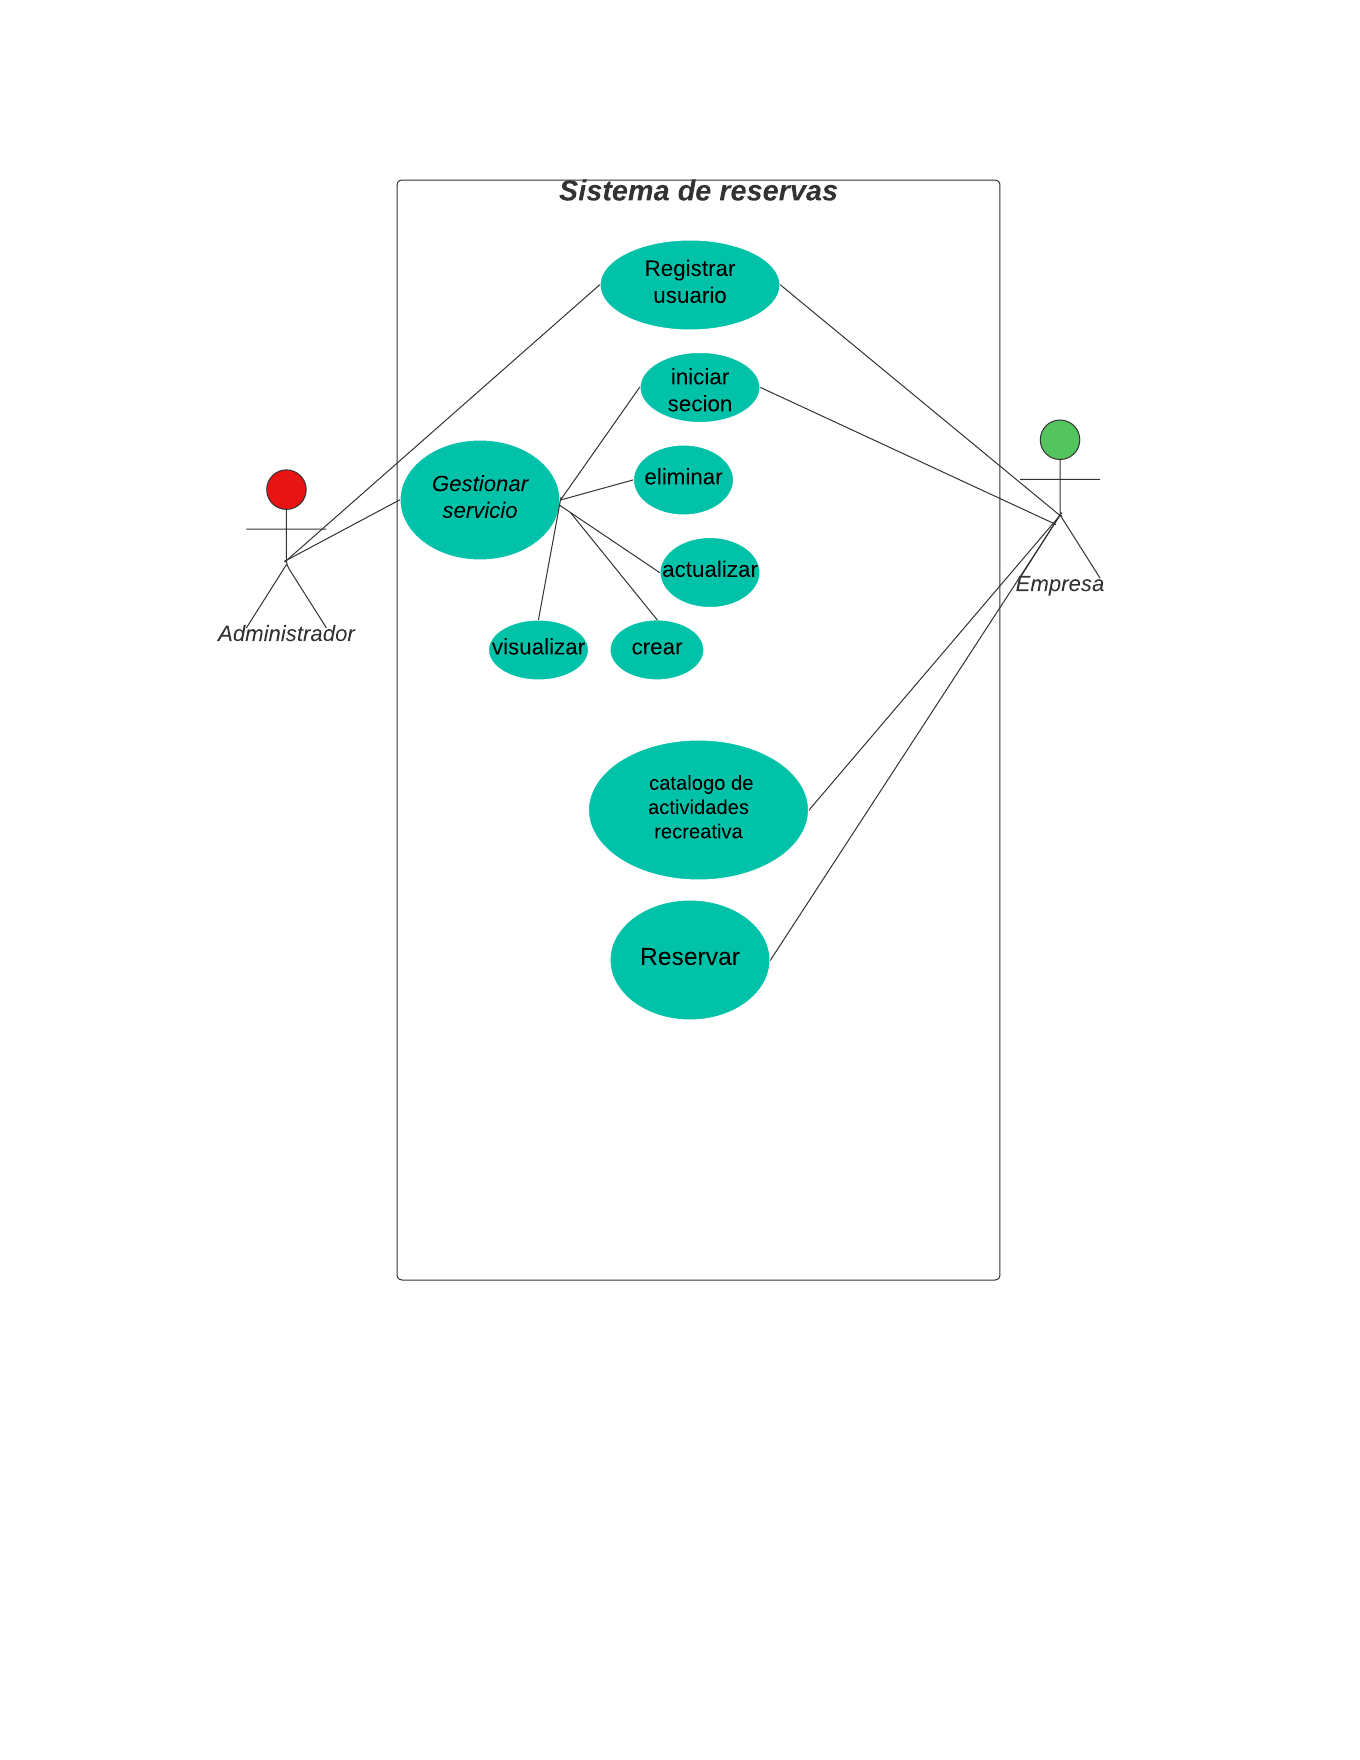 Sistema de reservas
Registrar
usuario
iniciar
secion
Gestionar
servicio
eliminar
actualizar
visualizar
crear
Administrador
Empresa
catalogo de
actividades
recreativa
Reservar